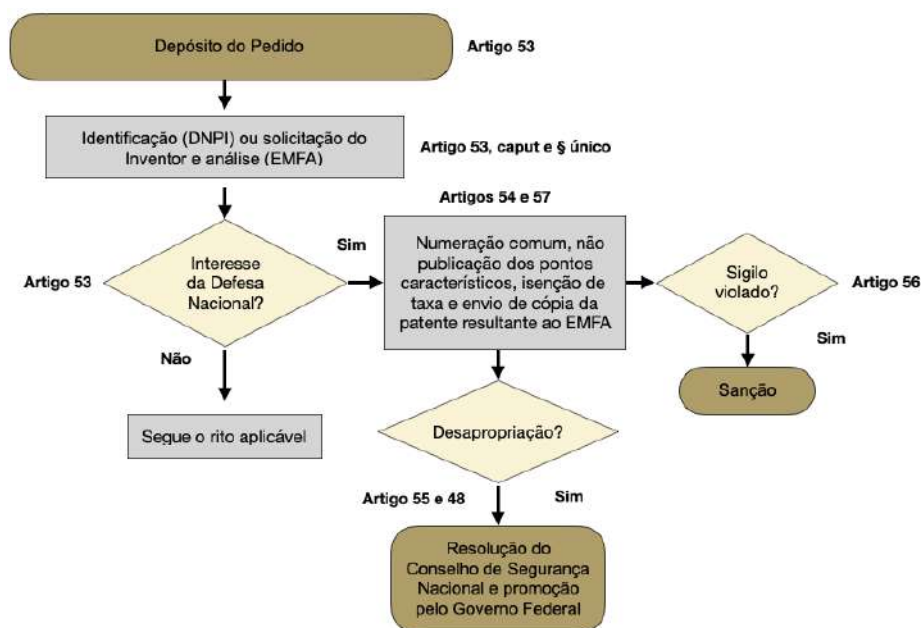 Depósito do Pedido
Artigo 53
Identificação (DNPI) ou solicitação do
Inventor e análise (EMFA)
Artigo 53, caput e § único
Artigos 54 e 57
Artigo 53
Interesse
da Defesa
Nacional?
Sim
Numeração comum, não
publicação dos pontos
característicos, isenção de
taxa e envio de cópia da
patente resultante ao EMFA
Sigilo
violado?
Artigo 56
Não
Sim
Sanção
Segue o rito aplicável
Desapropriação?
Artigo 55 e 48
Sim
Resolução do
Conselho de Segurança
Nacional e promoção
pelo Governo Federal